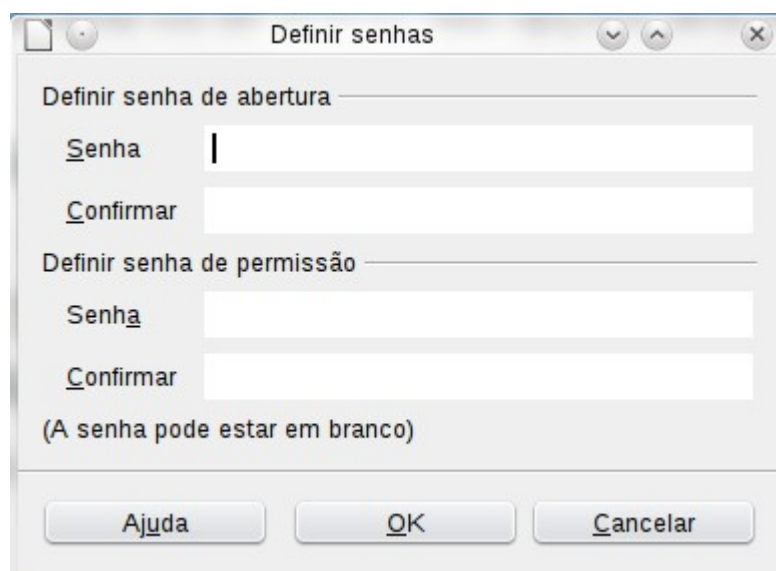 Definir senhas
Definir senha de abertura
Senha
Confirmar
Definir senha de permissão
Senha
Confirmar
(A senha pode estar em branco)
Ajuda OK Cancelar